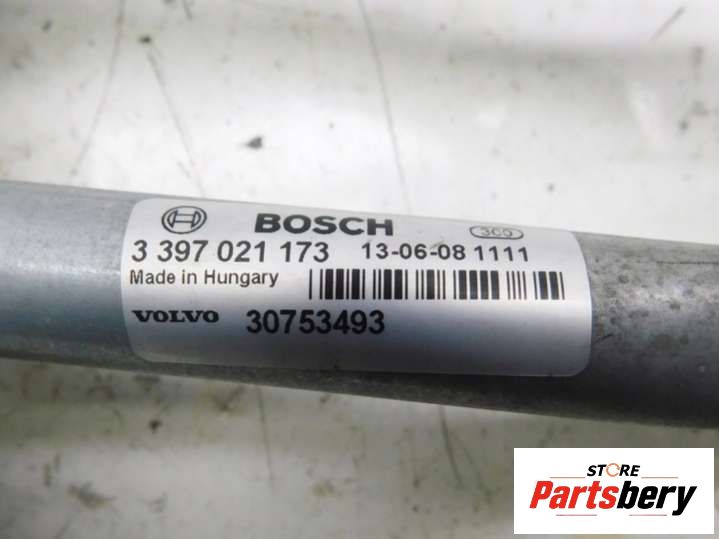 BOSCH
3 397 021 173 13-06-08 1111
Made in Hungary
VOLVO 30753493
STORE
Partsbery